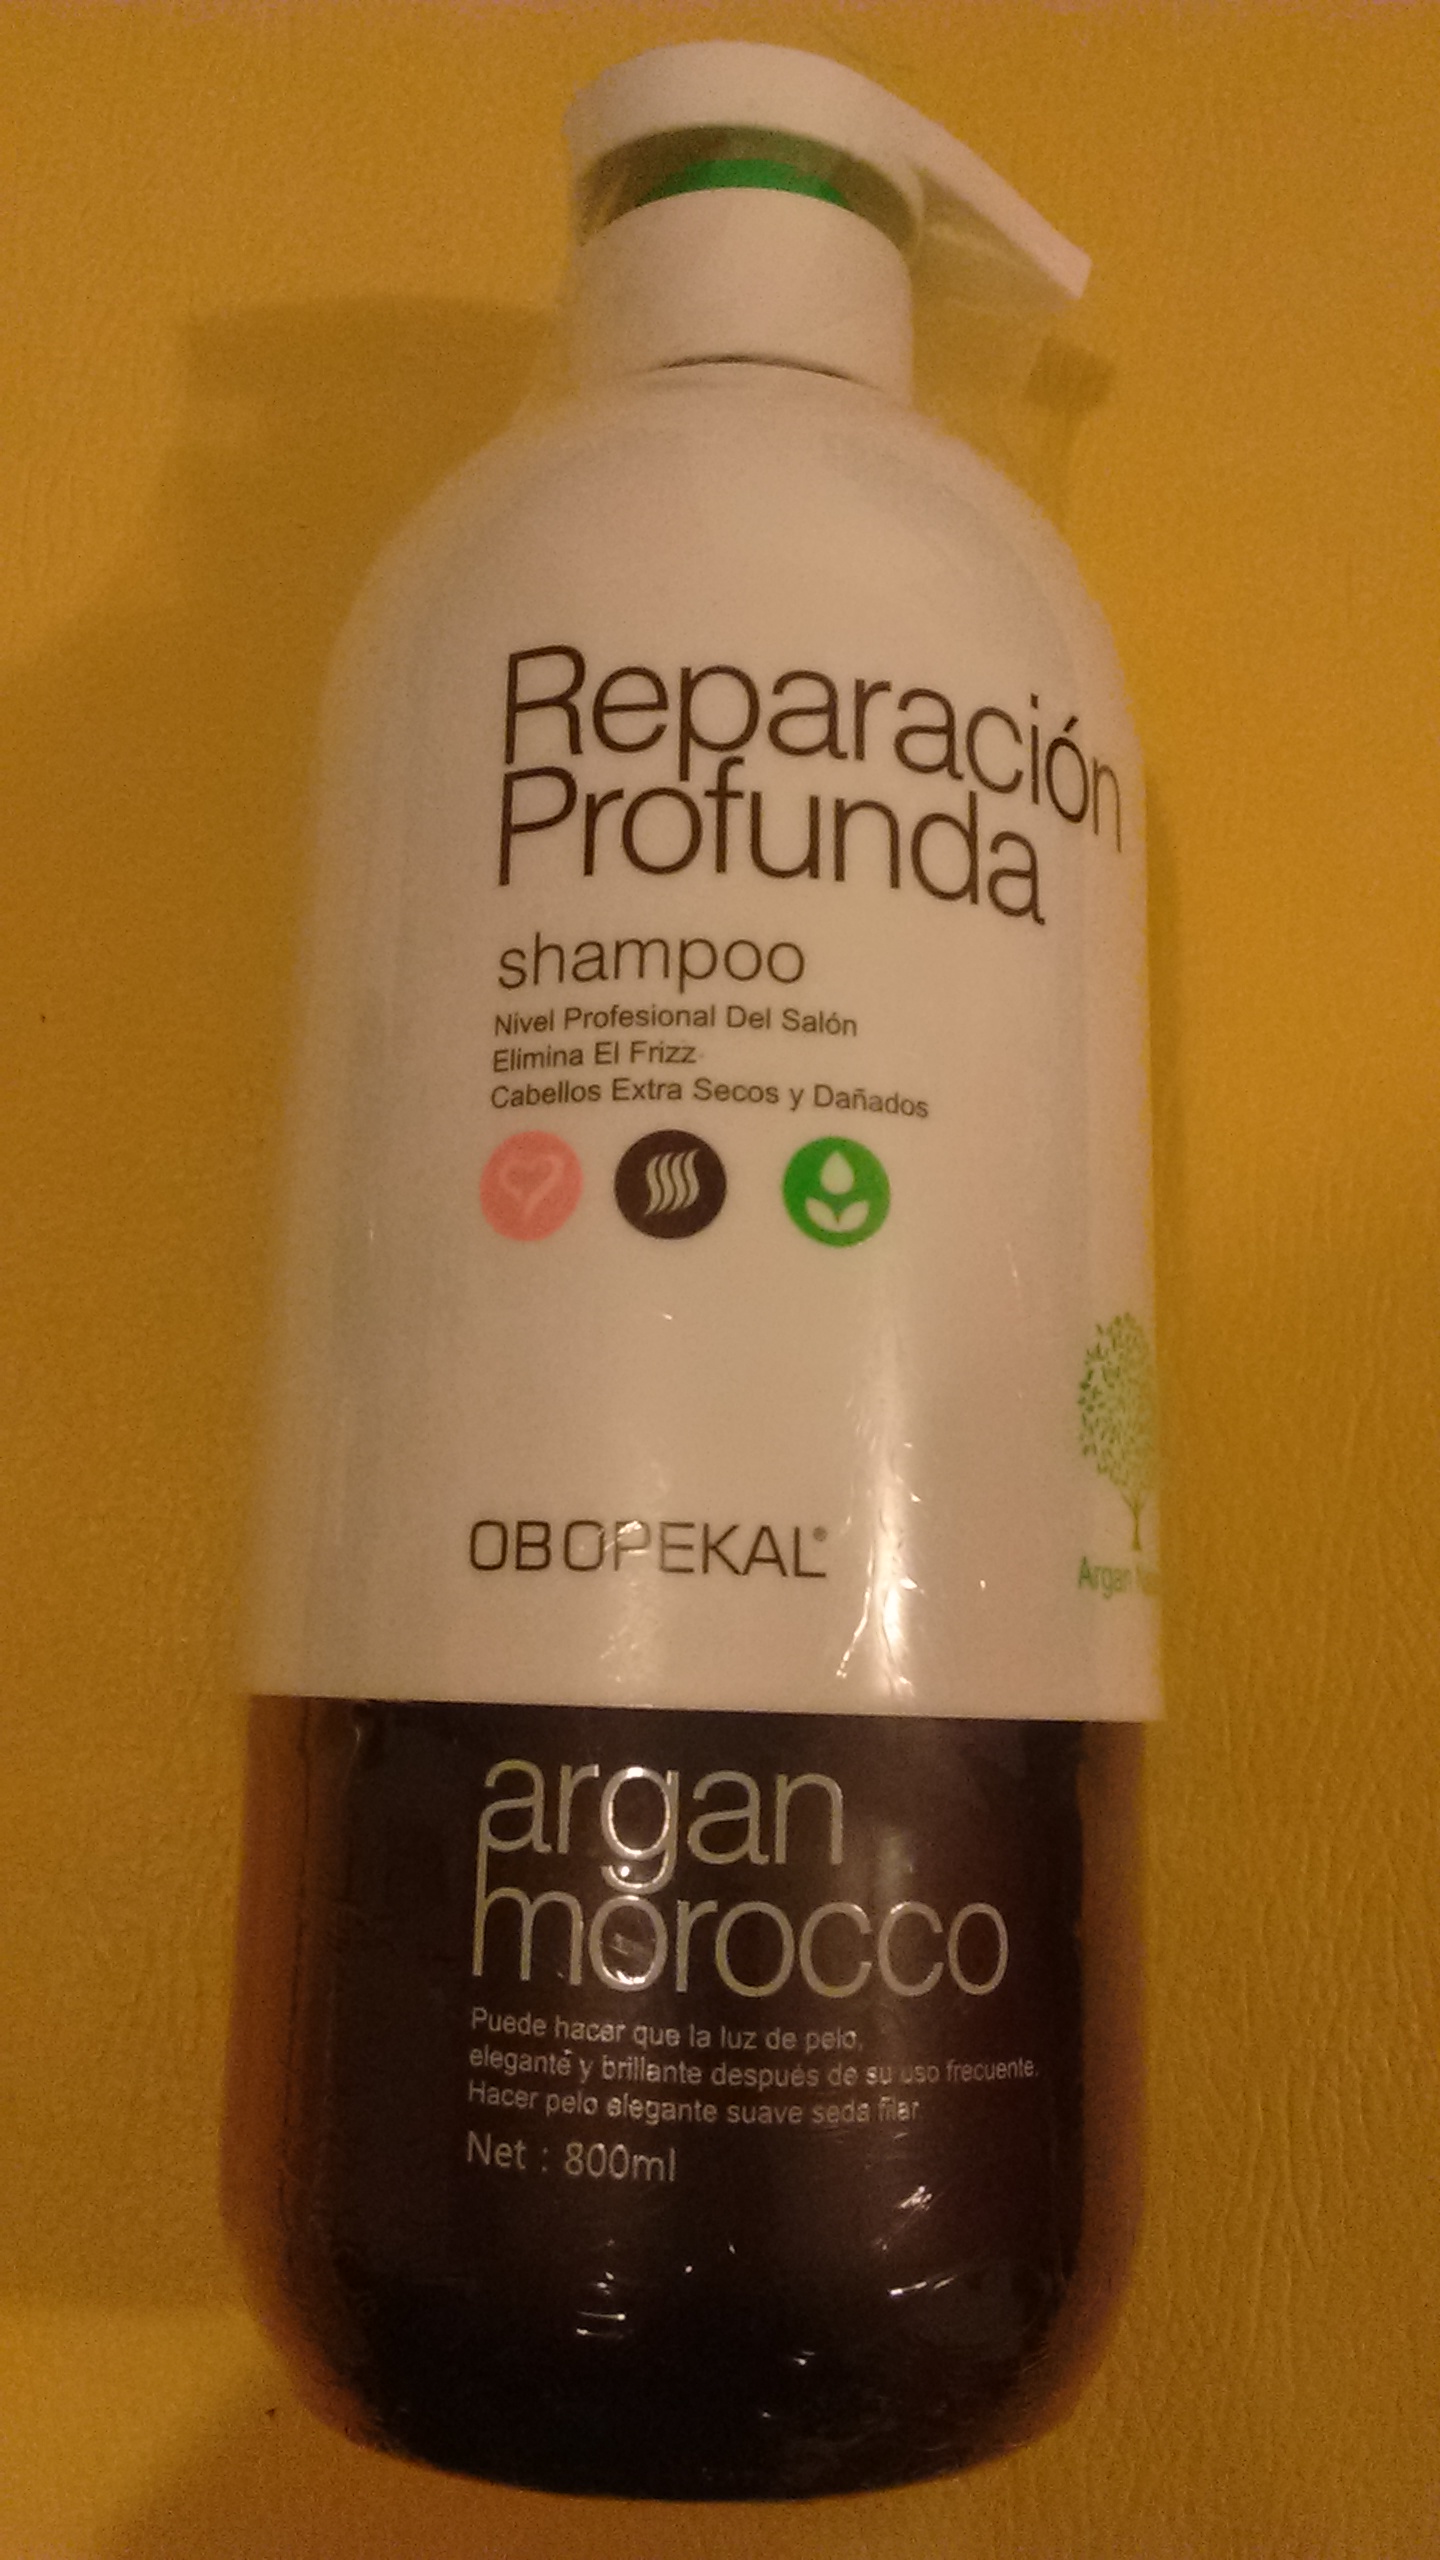 Reparación
Profunda
shampoo
Nivel Profesional Del Salón
Elimina El Frizz
Cabellos Extra Secos y Dañados
OBOPEKAL®
Argan
argan
morocco
Puede hacer que la luz de pelo,
elegante y brillante después de su uso frecuente.
Hacer pelo elegante suave seda filar
Net : 800ml